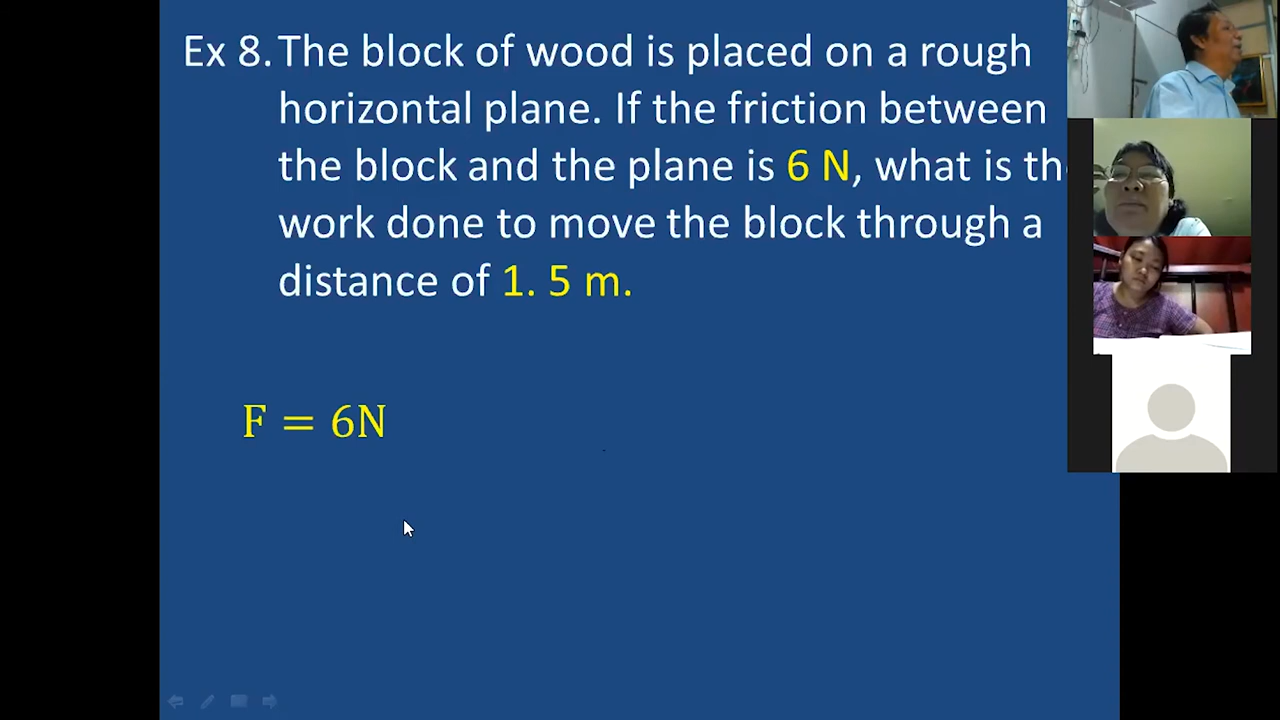 Ex 8. The block of wood is placed on a rough
horizontal plane. If the friction between
the block and the plane is 6 N, what is th
work done to move the block through a
distance of 1. 5 m.
F = 6N